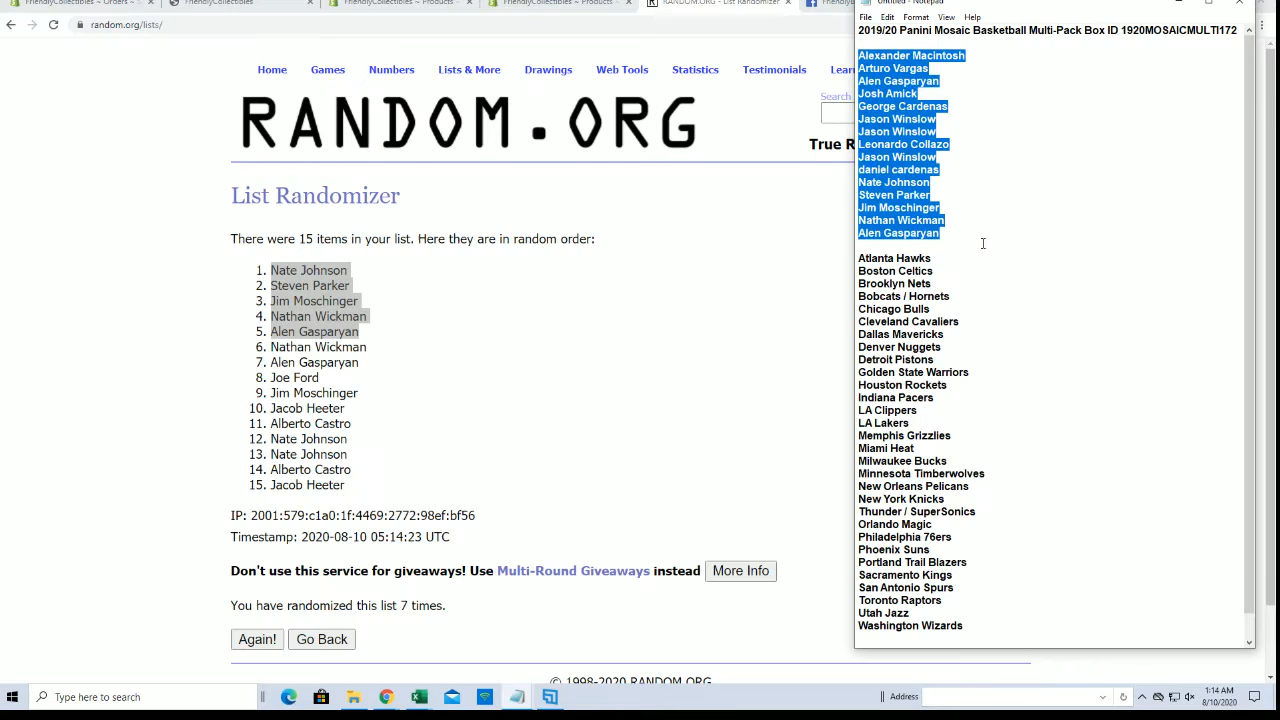 FriendlyCollectibles ~ Orders ~
FriendlyCollectibles
FriendlyCollectibles ~ Products ~
FriendlyCollectibles ~ Products ~
RANDOM.ORG - List Randomizer
random.org/lists/
Home Games Numbers Lists & More Drawings Web Tools Statistics Testimonials
Search
RANDOM.ORG
True R
List Randomizer
There were 15 items in your list. Here they are in random order:
1. Nate Johnson
2. Steven Parker
3. Jim Moschinger
4. Nathan Wickman
5. Alen Gasparyan
6. Nathan Wickman
7. Alen Gasparyan
8. Joe Ford
9. Jim Moschinger
10. Jacob Heeter
11. Alberto Castro
12. Nate Johnson
13. Nate Johnson
14. Alberto Castro
15. Jacob Heeter
IP: 2001:579:c1a0:1f:4469:2772:98ef:bf56
Timestamp: 2020-08-10 05:14:23 UTC
Don't use this service for giveaways! Use Multi-Round Giveaways instead More Info
You have randomized this list 7 times.
Again! Go Back
© 1998-2020 RANDOM.ORG
Untitled - Notepad
File Edit Format View Help
2019/20 Panini Mosaic Basketball Multi-Pack Box ID 1920MOSAICMULTI172
Alexander Macintosh
Arturo Vargas
Alen Gasparyan
Josh Amick
George Cardenas
Jason Winslow
Jason Winslow
Leonardo Collazo
Jason Winslow
daniel cardenas
Nate Johnson
Steven Parker
Jim Moschinger
Nathan Wickman
Alen Gasparyan
Atlanta Hawks
Boston Celtics
Brooklyn Nets
Bobcats / Hornets
Chicago Bulls
Cleveland Cavaliers
Dallas Mavericks
Denver Nuggets
Detroit Pistons
Golden State Warriors
Houston Rockets
Indiana Pacers
LA Clippers
LA Lakers
Memphis Grizzlies
Miami Heat
Milwaukee Bucks
Minnesota Timberwolves
New Orleans Pelicans
New York Knicks
Thunder / SuperSonics
Orlando Magic
Philadelphia 76ers
Phoenix Suns
Portland Trail Blazers
Sacramento Kings
San Antonio Spurs
Toronto Raptors
Utah Jazz
Washington Wizards
Type here to search
Address
1:14 AM
8/10/2020